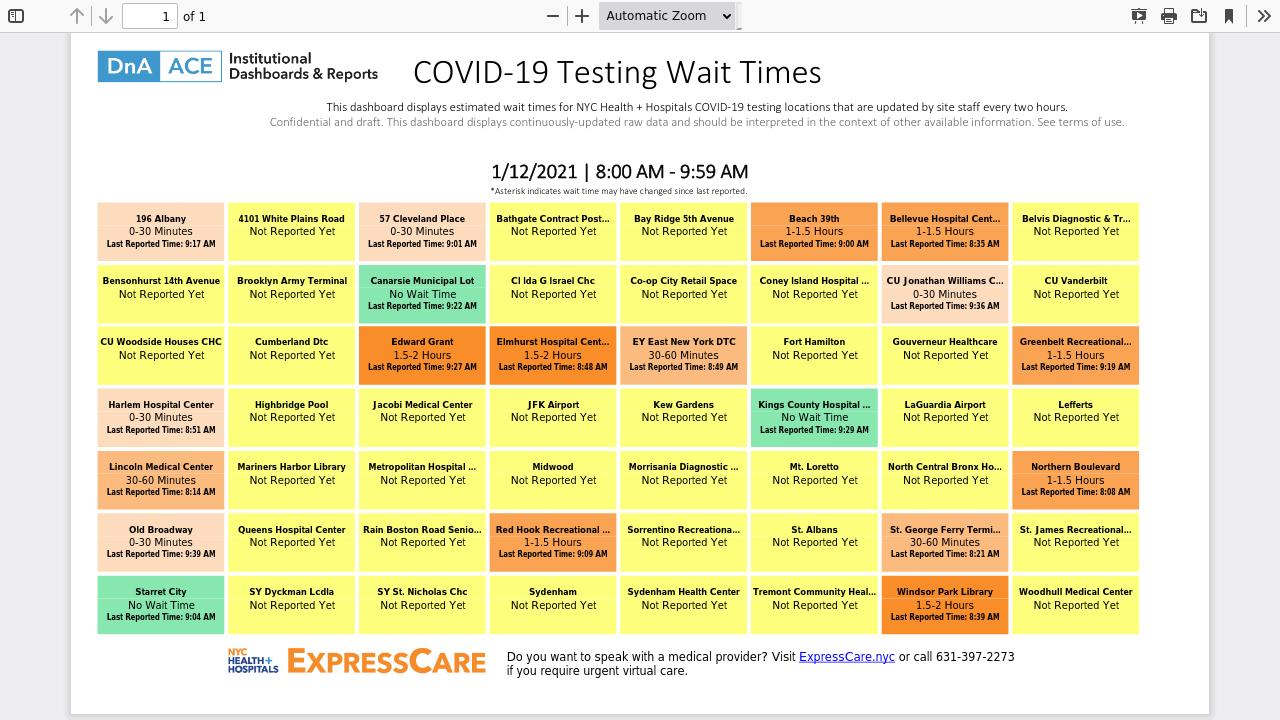 1
of 1
Automatic Zoom
DnA ACE Institutional
Dashboards & Reports
COVID-19 Testing Wait Times
This dashboard displays estimated wait times for NYC Health + Hospitals COVID-19 testing locations that are updated by site staff every two hours.
Confidential and draft. This dashboard displays continuously-updated raw data and should be interpreted in the context of other available information. See terms of use.
1/12/2021 | 8:00 AM - 9:59 AM
*Asterisk indicates wait time may have changed since last reported.
196 Albany
0-30 Minutes
Last Reported Time: 9:17 AM
4101 White Plains Road
Not Reported Yet
57 Cleveland Place
0-30 Minutes
Last Reported Time: 9:01 AM
Bathgate Contract Post...
Not Reported Yet
Bay Ridge 5th Avenue
Not Reported Yet
Beach 39th
1-1.5 Hours
Last Reported Time: 9:00 AM
Bellevue Hospital Cent...
1-1.5 Hours
Last Reported Time: 8:35 AM
Belvis Diagnostic & Tr...
Not Reported Yet
Bensonhurst 14th Avenue
Not Reported Yet
Brooklyn Army Terminal
Not Reported Yet
Canarsie Municipal Lot
No Wait Time
Last Reported Time: 9:22 AM
Cl Ida G Israel Chc
Not Reported Yet
Co-op City Retail Space
Not Reported Yet
Coney Island Hospital ...
Not Reported Yet
CU Jonathan Williams C...
0-30 Minutes
Last Reported Time: 9:36 AM
CU Vanderbilt
Not Reported Yet
CU Woodside Houses CHC
Not Reported Yet
Cumberland Dtc
Not Reported Yet
Edward Grant
1.5-2 Hours
Last Reported Time: 9:27 AM
Elmhurst Hospital Cent...
1.5-2 Hours
Last Reported Time: 8:48 AM
EY East New York DTC
30-60 Minutes
Last Reported Time: 8:49 AM
Fort Hamilton
Not Reported Yet
Gouverneur Healthcare
Not Reported Yet
Greenbelt Recreational...
1-1.5 Hours
Last Reported Time: 9:19 AM
Harlem Hospital Center
0-30 Minutes
Last Reported Time: 8:51 AM
Highbridge Pool
Not Reported Yet
Jacobi Medical Center
Not Reported Yet
JFK Airport
Not Reported Yet
Kew Gardens
Not Reported Yet
Kings County Hospital ...
No Wait Time
Last Reported Time: 9:29 AM
LaGuardia Airport
Not Reported Yet
Lefferts
Not Reported Yet
Lincoln Medical Center
30-60 Minutes
Last Reported Time: 8:14 AM
Mariners Harbor Library
Not Reported Yet
Metropolitan Hospital ...
Not Reported Yet
Midwood
Not Reported Yet
Morrisania Diagnostic ...
Not Reported Yet
Mt. Loretto
Not Reported Yet
North Central Bronx Ho...
Not Reported Yet
Northern Boulevard
1-1.5 Hours
Last Reported Time: 8:08 AM
Old Broadway
0-30 Minutes
Last Reported Time: 9:39 AM
Queens Hospital Center
Not Reported Yet
Rain Boston Road Senio...
Not Reported Yet
Red Hook Recreational ...
1-1.5 Hours
Last Reported Time: 9:09 AM
Sorrentino Recreationa...
Not Reported Yet
St. Albans
Not Reported Yet
St. George Ferry Termi...
30-60 Minutes
Last Reported Time: 8:21 AM
St. James Recreational...
Not Reported Yet
Starret City
No Wait Time
Last Reported Time: 9:04 AM
SY Dyckman Lcdla
Not Reported Yet
SY St. Nicholas Chc
Not Reported Yet
Sydenham
Not Reported Yet
Sydenham Health Center
Not Reported Yet
Tremont Community Heal...
Not Reported Yet
Windsor Park Library
1.5-2 Hours
Last Reported Time: 8:39 AM
Woodhull Medical Center
Not Reported Yet
NYC
HEALTH+
HOSPITALS
EXPRESSCARE
Do you want to speak with a medical provider? Visit ExpressCare.nyc or call 631-397-2273
if you require urgent virtual care.